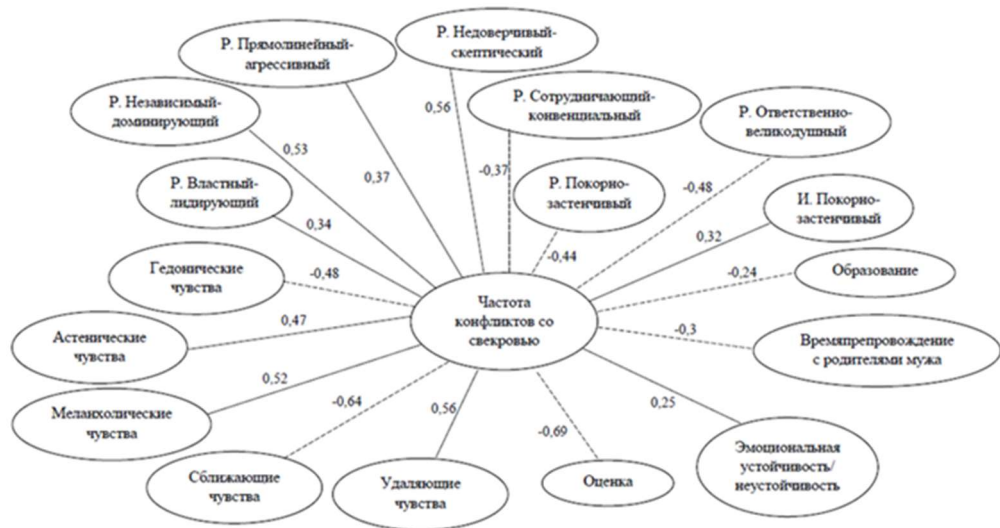 Р. Прямолинейный-
агрессивный
Р. Недоверчивый-
скептический
Р. Независимый-
доминирующий
Р. Сотрудничающий-
конвенциальный
Р. Ответственно-
великодушный
Р. Властный-
лидирующий
Р. Покорно-
застенчивый
И. Покорно-
застенчивый
0,53
0,37
0,56
-0,37
-0,48
0,34
-0,44
0,32
Гедонические
чувства
-0,48
-0,24
Образование
Частота
конфликтов со
свекровью
Астенические
чувства
0,47
-0,3
Времяпрепровождение
с родителями мужа
Меланхолические
чувства
0,52
-0,64
0,56
-0,69
0,25
Сближающие
чувства
Удаляющие
чувства
Оценка
Эмоциональная
устойчивость/
неустойчивость